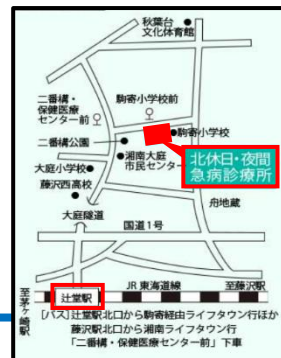 秋葉台
文化体育館
二番構・
保健医療
センター前
駒寄小学校前
二番構公園
駒寄小学校
大庭小学校
湘南大庭
市民センター
北休日・夜間
急病診療所
藤沢西高校
舟地蔵
大庭隧道
国道1号
至茅ヶ崎駅
辻堂駅
JR 東海道線
至藤沢駅
[バス]辻堂駅北口から駒寄経由ライフタウン行ほか
藤沢駅北口から湘南ライフタウン行
「二番構・保健医療センター前」下車